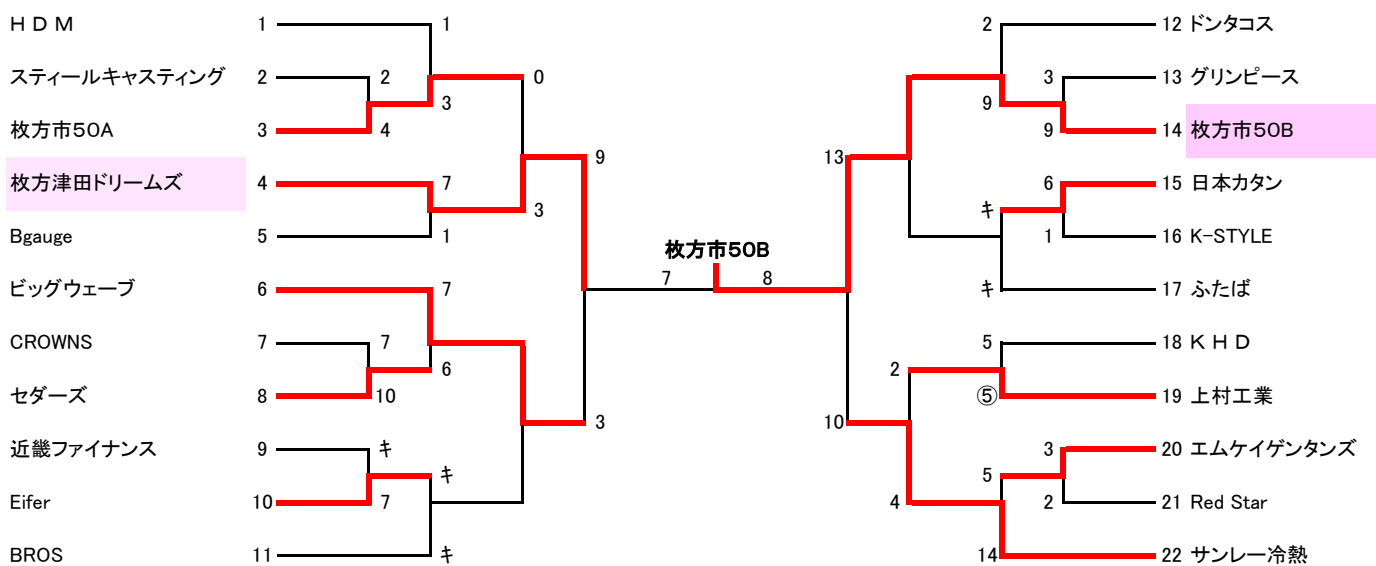 ＨＤＭ 1 1
スティールキャスティング 2 2 0
3
枚方市５０Ａ 3 4
9
枚方津田ドリームズ 4 7
3
Bgauge 5 1
ビッグウェーブ 6 7
CROWNS 7 7
6
セダーズ 8 10
3
近畿ファイナンス 9 ｷ
ｷ
Eifer 10 7
BROS 11 ｷ
枚方市５０Ｂ
7 8
2 12 ドンタコス
3 13 グリンピース
9
9 14 枚方市５０Ｂ
13
6 15 日本カタン
ｷ
1 16 K-STYLE
ｷ 17 ふたば
5 18 ＫＨＤ
2
⑤ 19 上村工業
10
3 20 エムケイゲンタンズ
5
4 2 21 Red Star
14 22 サンレー冷熱